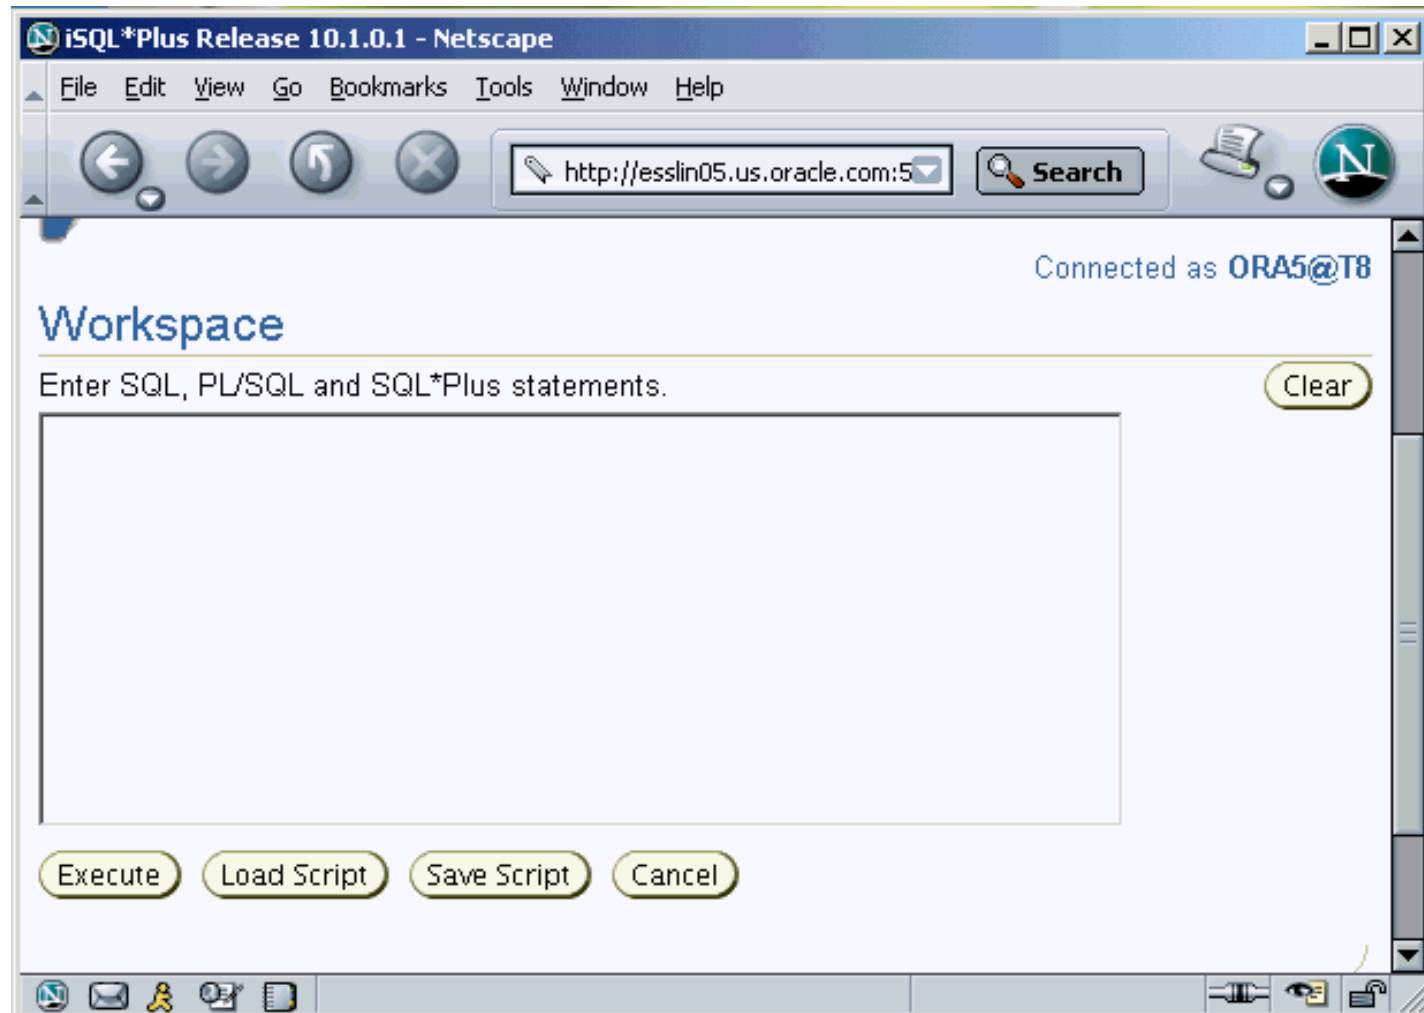 iSQL*Plus Release 10.1.0.1 - Netscape
File Edit View Go Bookmarks Tools Window Help
http://esslin05.us.oracle.com:5 Search N
Connected as ORA5@T8
Workspace
Enter SQL, PL/SQL and SQL*Plus statements. Clear
Execute Load Script Save Script Cancel